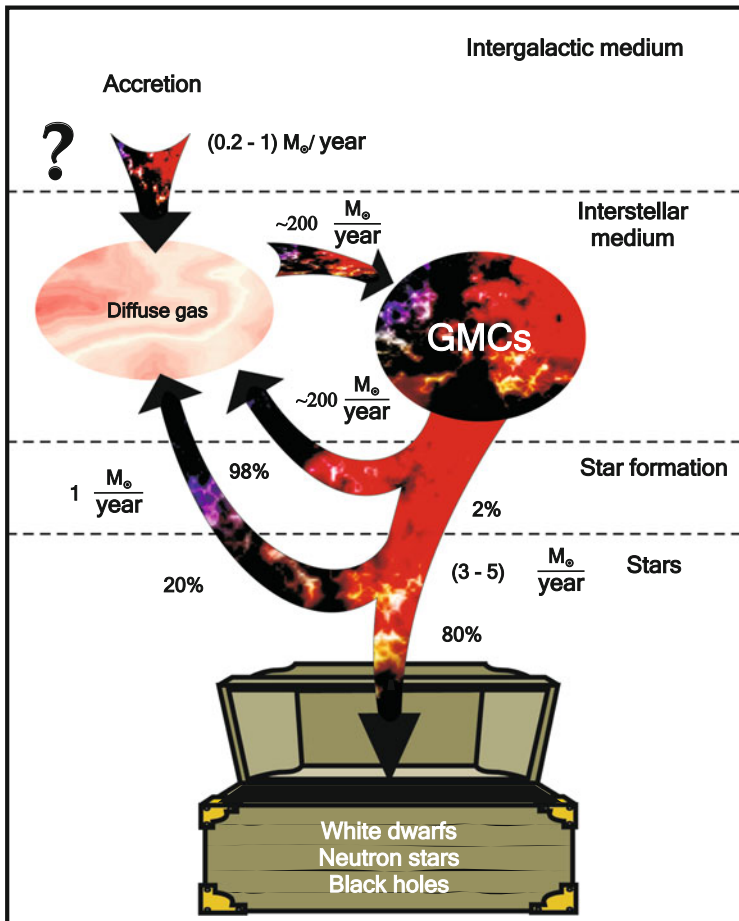 Intergalactic medium
Accretion
?
(0.2 - 1) M☉/ year
Interstellar
medium
~200 M☉
year
Diffuse gas
GMCs
~200 M☉
year
Star formation
98%
1 M☉
year
2%
(3 - 5) M☉
year
Stars
20%
80%
White dwarfs
Neutron stars
Black holes